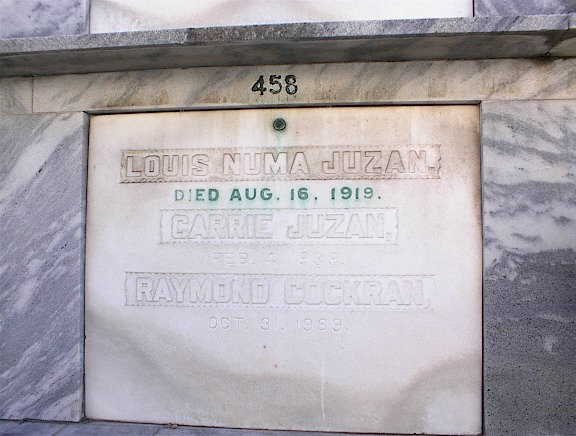 458
LOUIS NUMA JUZAN.
DIED AUG. 16, 1919.
CARRIE JUZAN,
FEB. 4,
RAYMOND COCKRAN
OCT. 3.